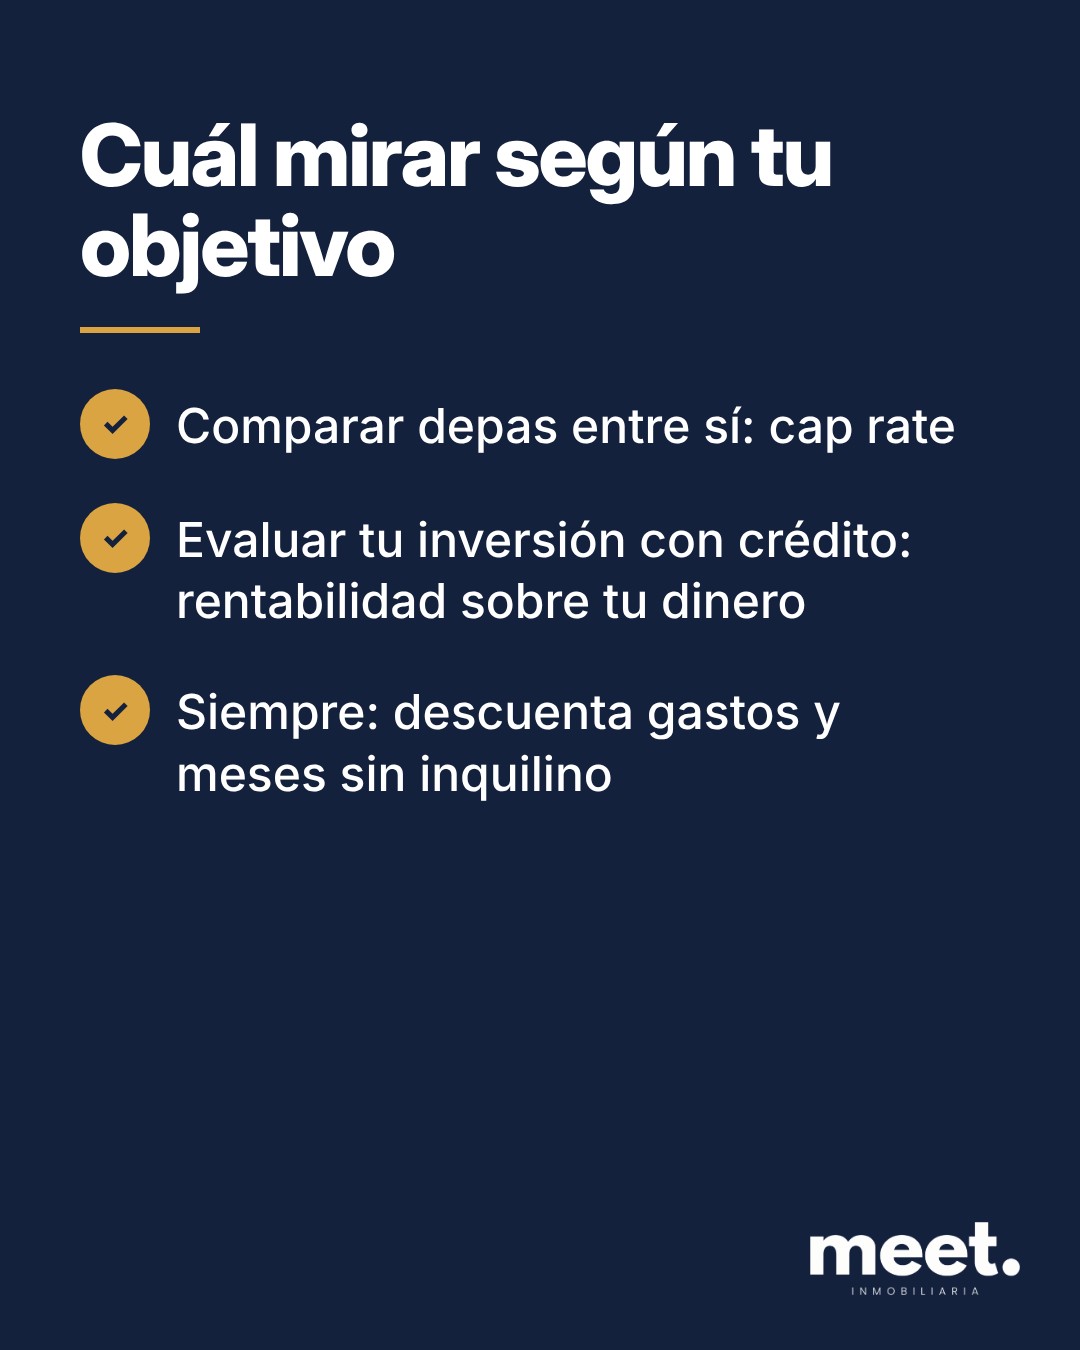 Cuál mirar según tu
objetivo
Comparar depas entre sí: cap rate
Evaluar tu inversión con crédito:
rentabilidad sobre tu dinero
Siempre: descuenta gastos y
meses sin inquilino
meet.
INMOBILIARIA